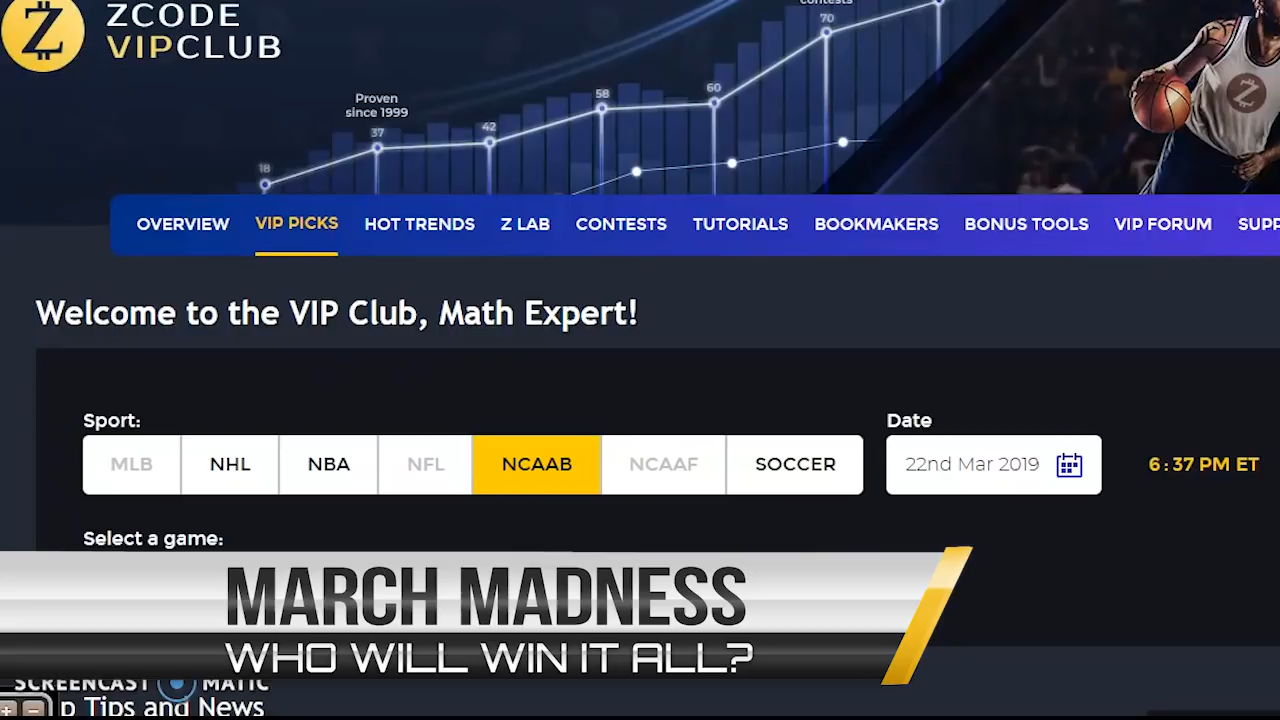 ZCODE
VIPCLUB
contests
70
Proven
since 1999
37
42
58
60
18
OVERVIEW VIP PICKS HOT TRENDS Z LAB CONTESTS TUTORIALS BOOKMAKERS BONUS TOOLS VIP FORUM SUPP
Welcome to the VIP Club, Math Expert!
Sport: Date
MLB NHL NBA NFL NCAAB NCAAF SOCCER 22nd Mar 2019 6:37 PM ET
Select a game:
MARCH MADNESS
WHO WILL WIN IT ALL?
SCREENCAST MATIC
p Tips and News